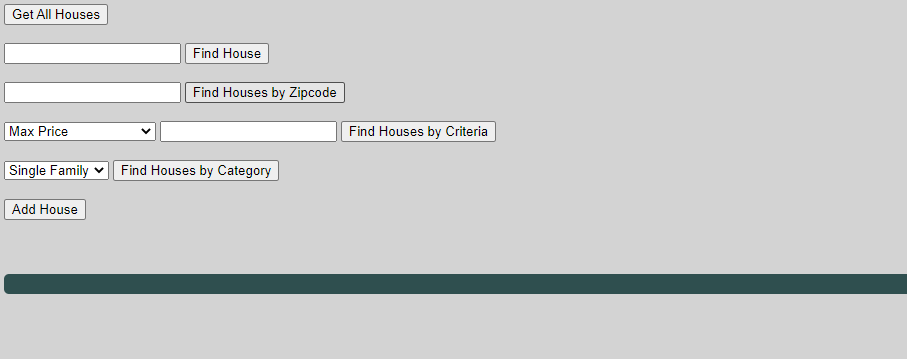 Get All Houses
Find House
Find Houses by Zipcode
Max Price Find Houses by Criteria
Single Family Find Houses by Category
Add House